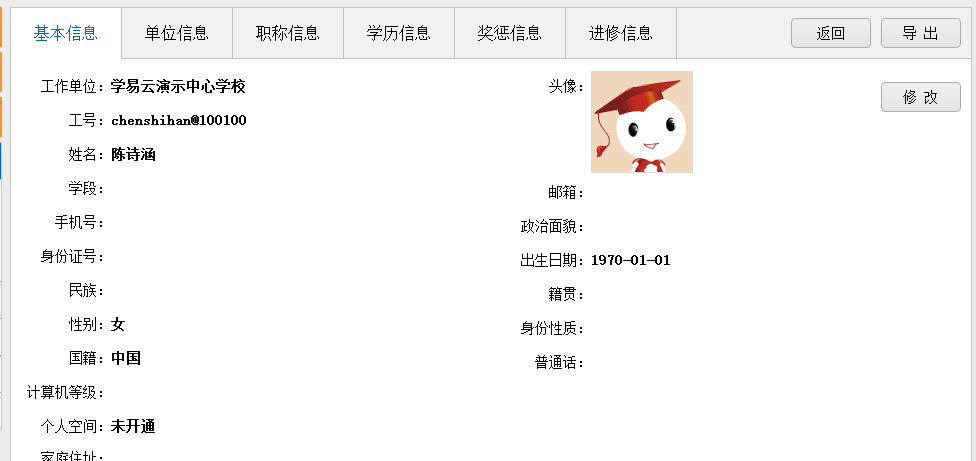 基本信息 单位信息 职称信息 学历信息 奖惩信息 进修信息 返回 导 出
工作单位：学易云演示中心学校 头像： 修 改
工号：chenshihan@100100
姓名：陈诗涵
学段： 邮箱：
手机号： 政治面貌：
身份证号： 出生日期：1970-01-01
民族： 籍贯：
性别：女 身份性质：
国籍：中国 普通话：
计算机等级：
个人空间：未开通
家庭住址：